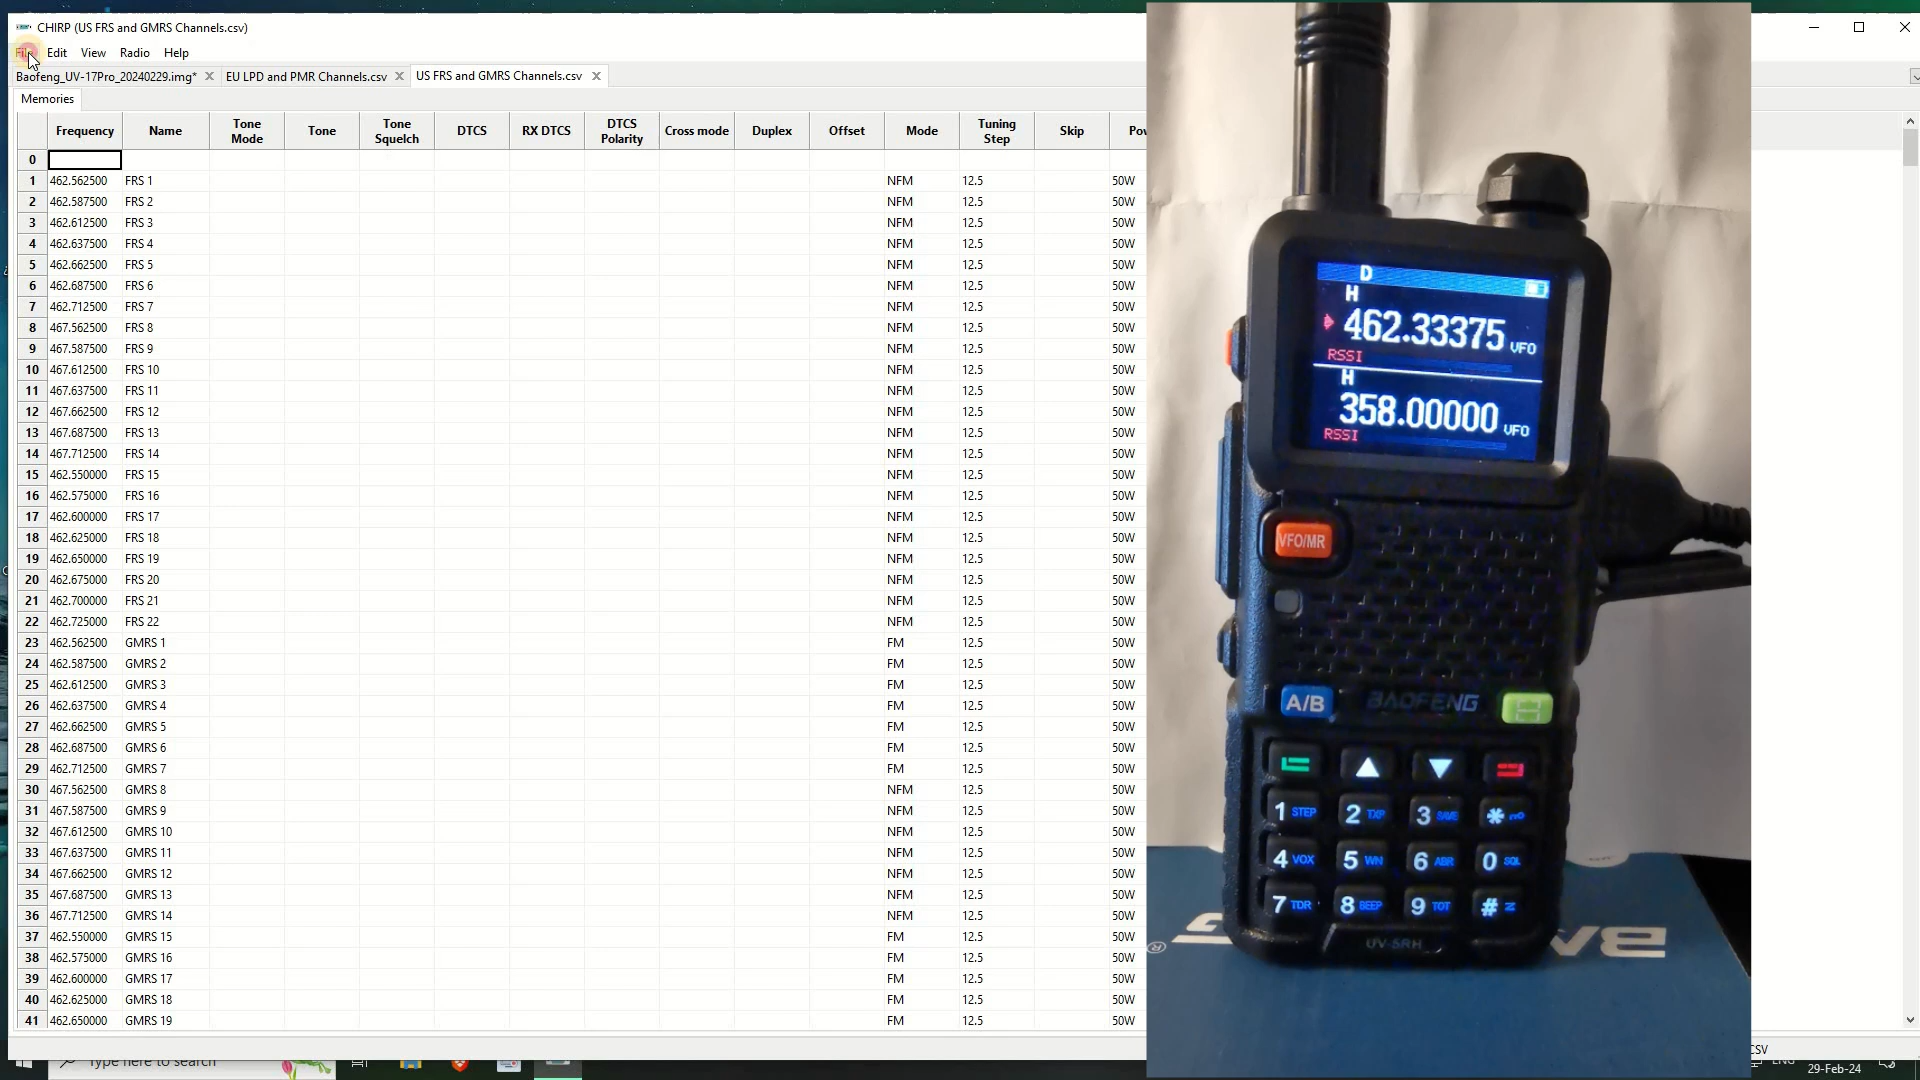 CHIRP (US FRS and GMRS Channels.csv)
File Edit View Radio Help
Baofeng_UV-17Pro_20240229.img* EU LPD and PMR Channels.csv US FRS and GMRS Channels.csv
Memories
Frequency Name Tone Mode Tone Tone Squelch DTCS RX DTCS DTCS Polarity Cross mode Duplex Offset Mode Tuning Step Skip
0
1 462.562500 FRS 1 NFM 12.5 50W
2 462.587500 FRS 2 NFM 12.5 50W
3 462.612500 FRS 3 NFM 12.5 50W
4 462.637500 FRS 4 NFM 12.5 50W
5 462.662500 FRS 5 NFM 12.5 50W
6 462.687500 FRS 6 NFM 12.5 50W
7 462.712500 FRS 7 NFM 12.5 50W
8 467.562500 FRS 8 NFM 12.5 50W
9 467.587500 FRS 9 NFM 12.5 50W
10 467.612500 FRS 10 NFM 12.5 50W
11 467.637500 FRS 11 NFM 12.5 50W
12 467.662500 FRS 12 NFM 12.5 50W
13 467.687500 FRS 13 NFM 12.5 50W
14 467.712500 FRS 14 NFM 12.5 50W
15 462.550000 FRS 15 NFM 12.5 50W
16 462.575000 FRS 16 NFM 12.5 50W
17 462.600000 FRS 17 NFM 12.5 50W
18 462.625000 FRS 18 NFM 12.5 50W
19 462.650000 FRS 19 NFM 12.5 50W
20 462.675000 FRS 20 NFM 12.5 50W
21 462.700000 FRS 21 NFM 12.5 50W
22 462.725000 FRS 22 NFM 12.5 50W
23 462.562500 GMRS 1 FM 12.5 50W
24 462.587500 GMRS 2 FM 12.5 50W
25 462.612500 GMRS 3 FM 12.5 50W
26 462.637500 GMRS 4 FM 12.5 50W
27 462.662500 GMRS 5 FM 12.5 50W
28 462.687500 GMRS 6 FM 12.5 50W
29 462.712500 GMRS 7 FM 12.5 50W
30 467.562500 GMRS 8 NFM 12.5 50W
31 467.587500 GMRS 9 NFM 12.5 50W
32 467.612500 GMRS 10 NFM 12.5 50W
33 467.637500 GMRS 11 NFM 12.5 50W
34 467.662500 GMRS 12 NFM 12.5 50W
35 467.687500 GMRS 13 NFM 12.5 50W
36 467.712500 GMRS 14 NFM 12.5 50W
37 462.550000 GMRS 15 FM 12.5 50W
38 462.575000 GMRS 16 FM 12.5 50W
39 462.600000 GMRS 17 FM 12.5 50W
40 462.625000 GMRS 18 FM 12.5 50W
41 462.650000 GMRS 19 FM 12.5 50W
Type here to search
ENG
29-Feb-24
D
H
462.33375 VFO
RSSI
H
358.00000 VFO
RSSI
VFO/MR
A/B BAOFENG
1 STEP 2 TXP 3 SAVE *
4 VOX 5 WN 6 ABR 0 SQL
7 TDR 8 BEEP 9 TOT #
UV-5RH